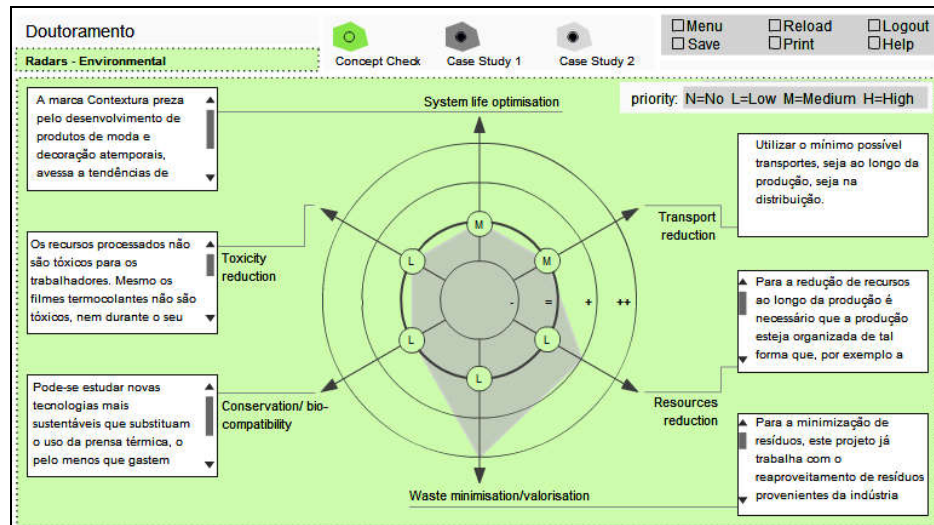 Doutoramento
Radars - Environmental
Concept Check
Case Study 1
Case Study 2
Menu
Reload
Logout
Save
Print
Help
priority: N=No L=Low M=Medium H=High
A marca Contextura preza
pelo desenvolvimento de
produtos de moda e
decoração atemporais,
avessa a tendências de
System life optimisation
Utilizar o mínimo possível
transportes, seja ao longo da
produção, seja na
distribuição.
Transport
reduction
Os recursos processados não
são tóxicos para os
trabalhadores. Mesmo os
filmes termocolantes não são
tóxicos, nem durante o seu
Toxicity
reduction
M
L
M
- = + ++
L
L
L
Para a redução de recursos
ao longo da produção é
necessário que a produção
esteja organizada de tal
forma que, por exemplo a
Resources
reduction
Pode-se estudar novas
tecnologias mais
sustentáveis que substituam
o uso da prensa térmica, o
pelo menos que gastem
Conservation/ bio-
compatibility
Para a minimização de
resíduos, este projeto já
trabalha com o
reaproveitamento de resíduos
provenientes da indústria
Waste minimisation/valorisation